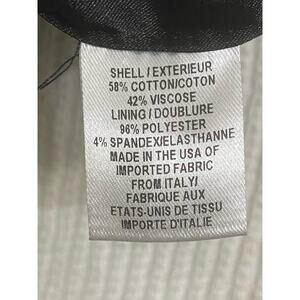 SHELL / EXTERIEUR
58% COTTON/COTON
42% VISCOSE
LINING / DOUBLURE
96% POLYESTER
4% SPANDEX/ELASTHANNE
MADE IN THE USA OF
IMPORTED FABRIC
FROM ITALY/
FABRIQUE AUX
ETATS-UNIS DE TISSU
IMPORTE D'ITALIE